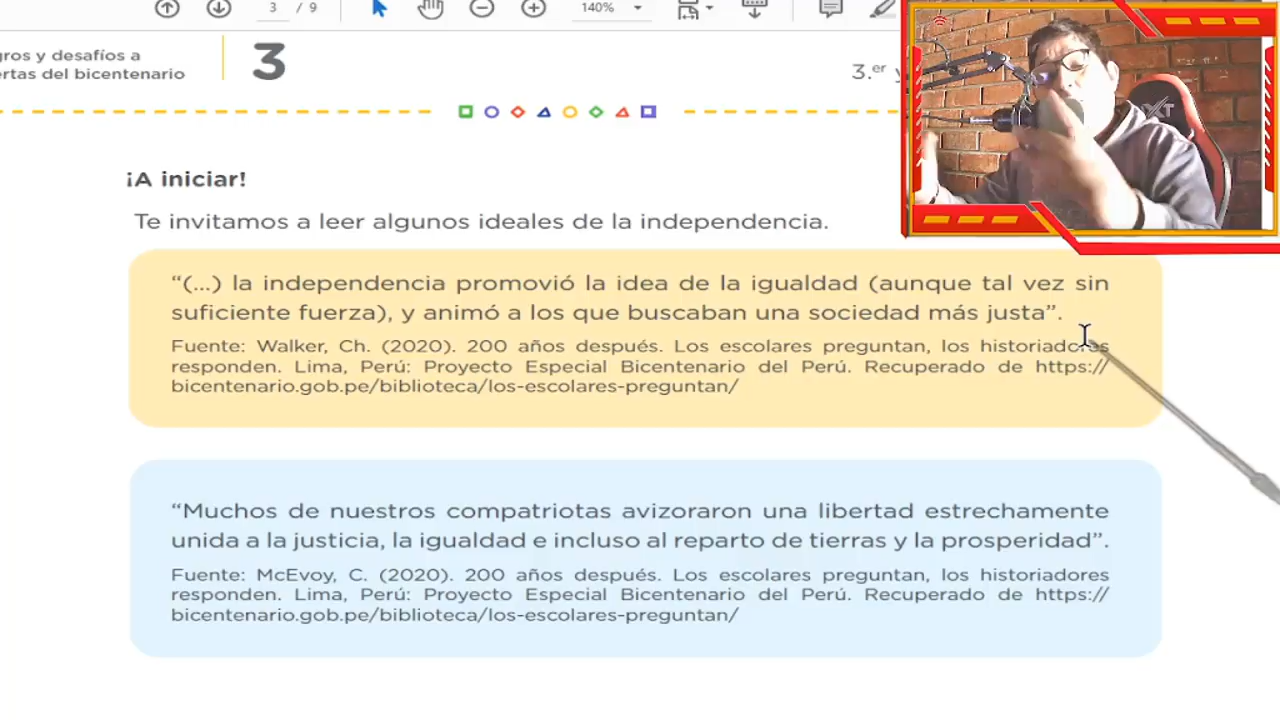 3 / 9
140%
gros y desafíos a
ertas del bicentenario
3
3.er y
¡A iniciar!
Te invitamos a leer algunos ideales de la independencia.
“(...) la independencia promovió la idea de la igualdad (aunque tal vez sin
suficiente fuerza), y animó a los que buscaban una sociedad más justa”.
Fuente: Walker, Ch. (2020). 200 años después. Los escolares preguntan, los historiadores
responden. Lima, Perú: Proyecto Especial Bicentenario del Perú. Recuperado de https://
bicentenario.gob.pe/biblioteca/los-escolares-preguntan/
“Muchos de nuestros compatriotas avizoraron una libertad estrechamente
unida a la justicia, la igualdad e incluso al reparto de tierras y la prosperidad”.
Fuente: McEvoy, C. (2020). 200 años después. Los escolares preguntan, los historiadores
responden. Lima, Perú: Proyecto Especial Bicentenario del Perú. Recuperado de https://
bicentenario.gob.pe/biblioteca/los-escolares-preguntan/